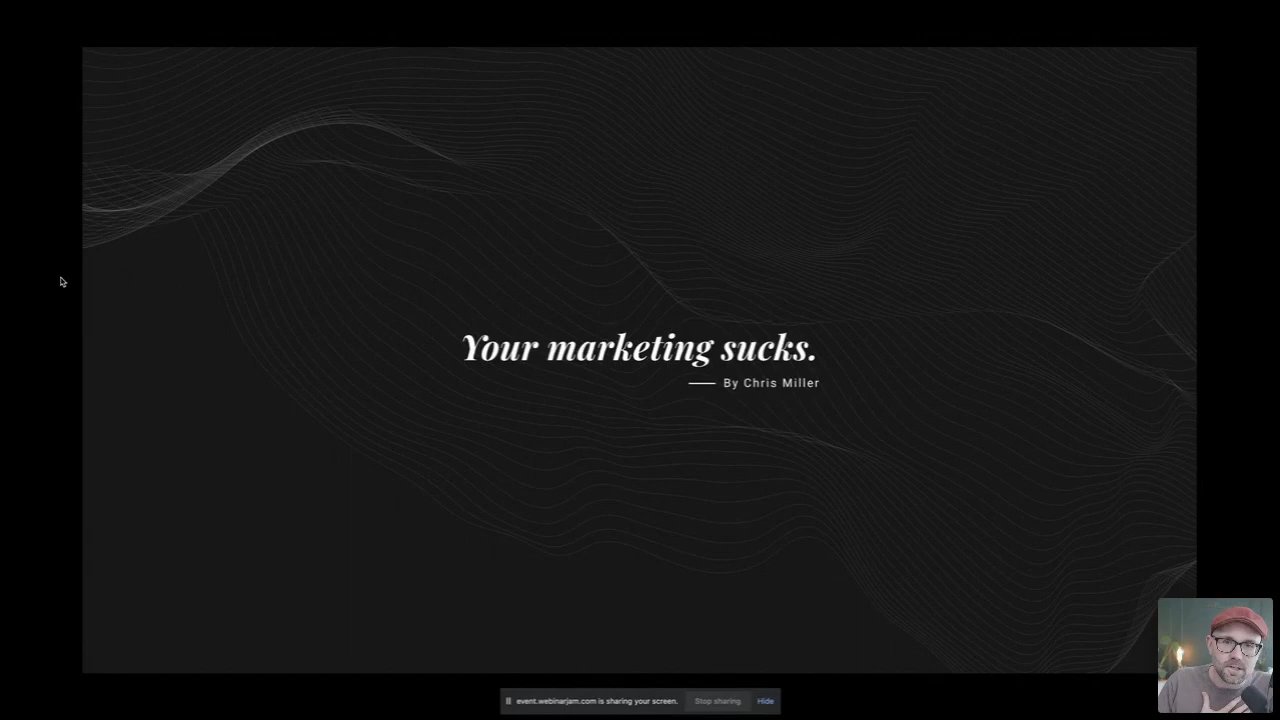 Your marketing sucks.
By Chris Miller
event.webinarjam.com is sharing your screen. Stop sharing Hide